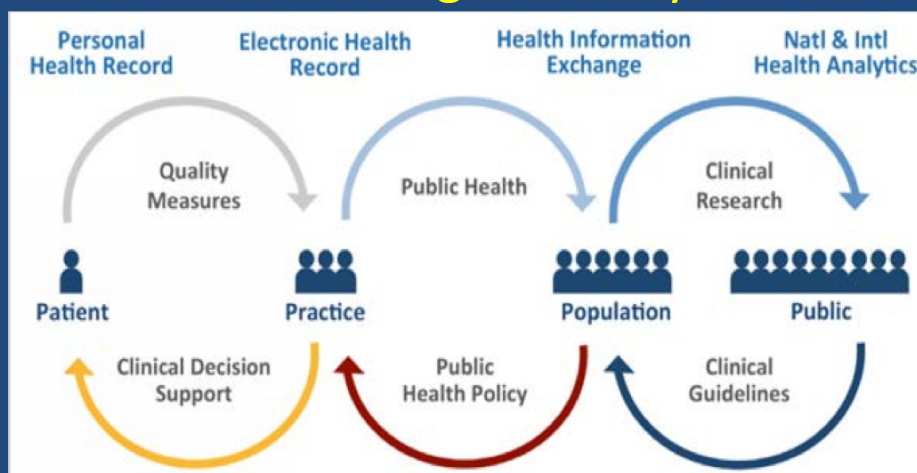 Personal
Health Record
Electronic Health
Record
Health Information
Exchange
Natl & Intl
Health Analytics
Quality
Measures
Public Health
Clinical
Research
Patient
Practice
Population
Public
Clinical Decision
Support
Public
Health Policy
Clinical
Guidelines